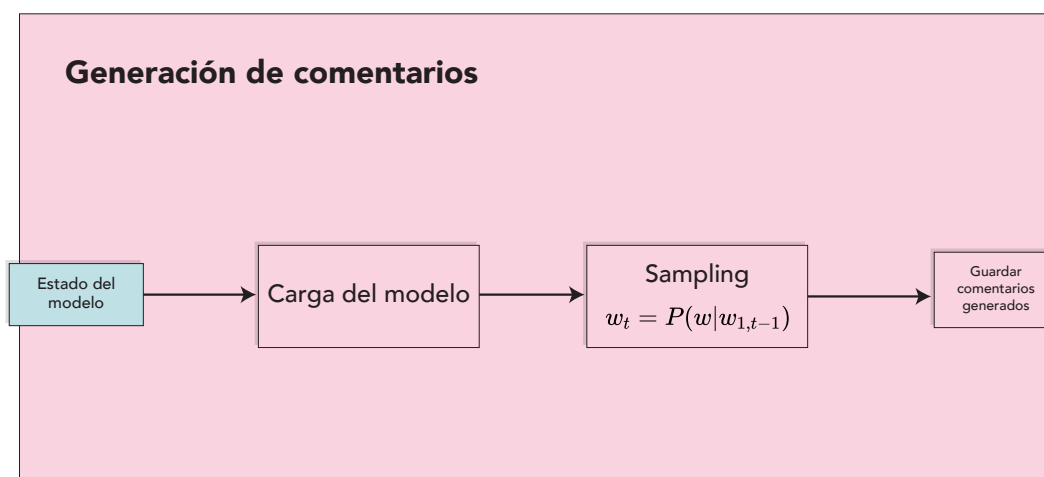 Generación de comentarios
Estado del
modelo
Carga del modelo
Sampling
w_t = P(w|w_{1,t-1})
Guardar
comentarios
generados